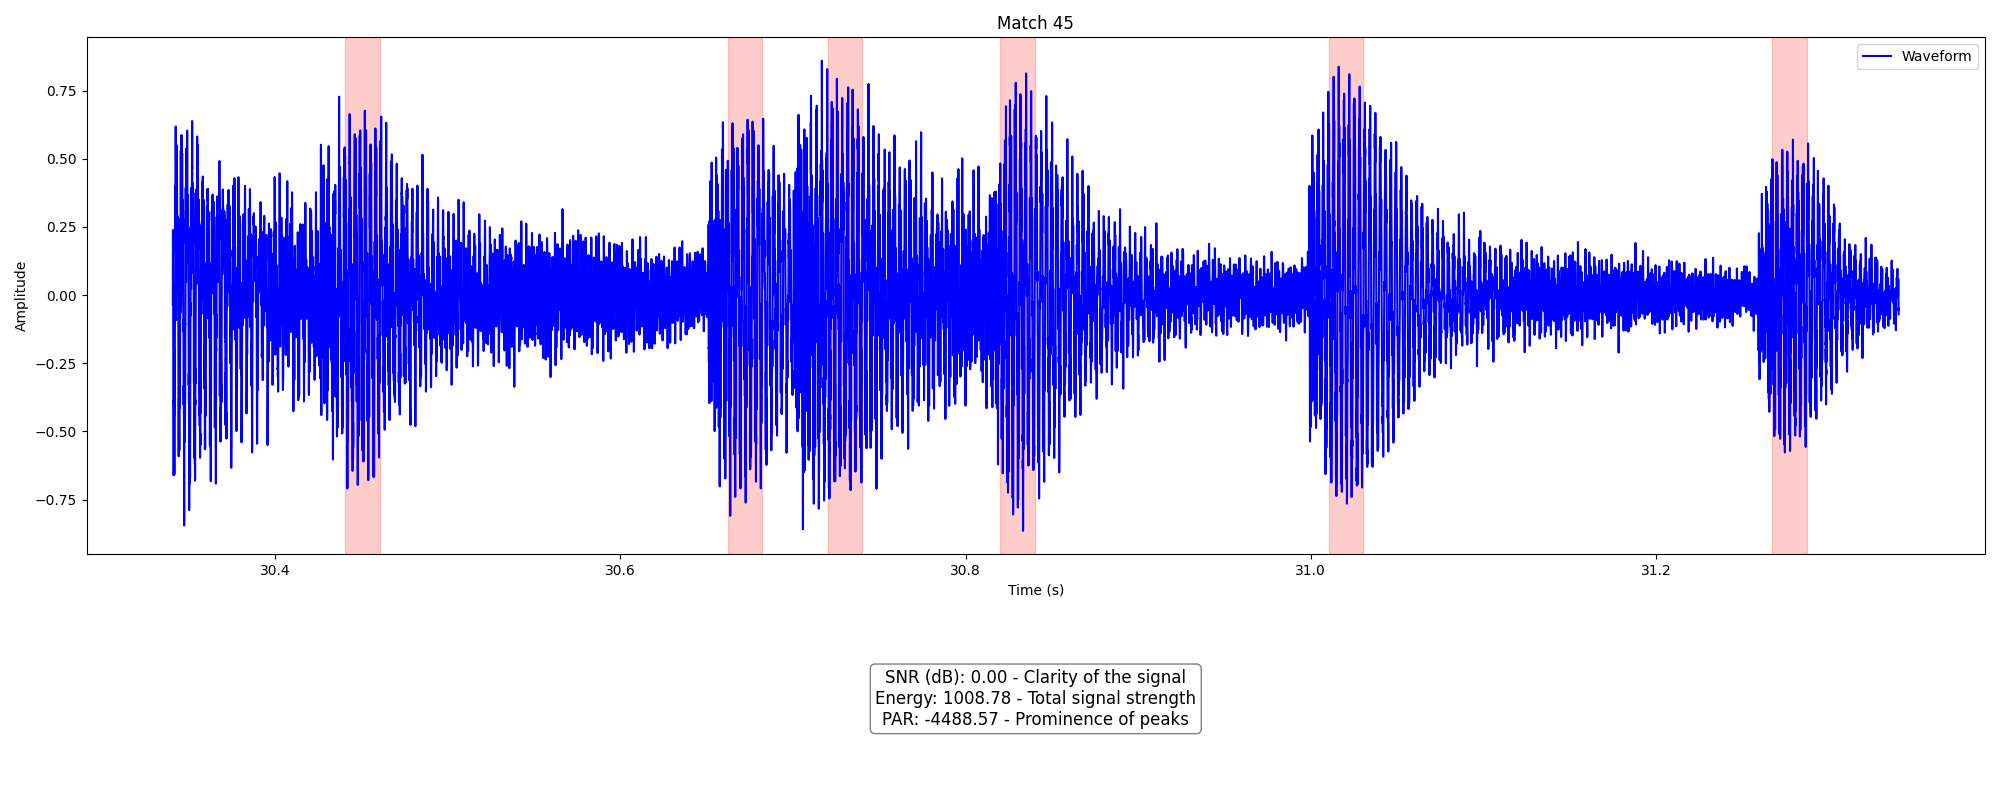 Match 45
Waveform
Amplitude
0.75
0.50
0.25
0.00
−0.25
−0.50
−0.75
30.4 30.6 30.8 31.0 31.2
Time (s)
SNR (dB): 0.00 - Clarity of the signal
Energy: 1008.78 - Total signal strength
PAR: -4488.57 - Prominence of peaks